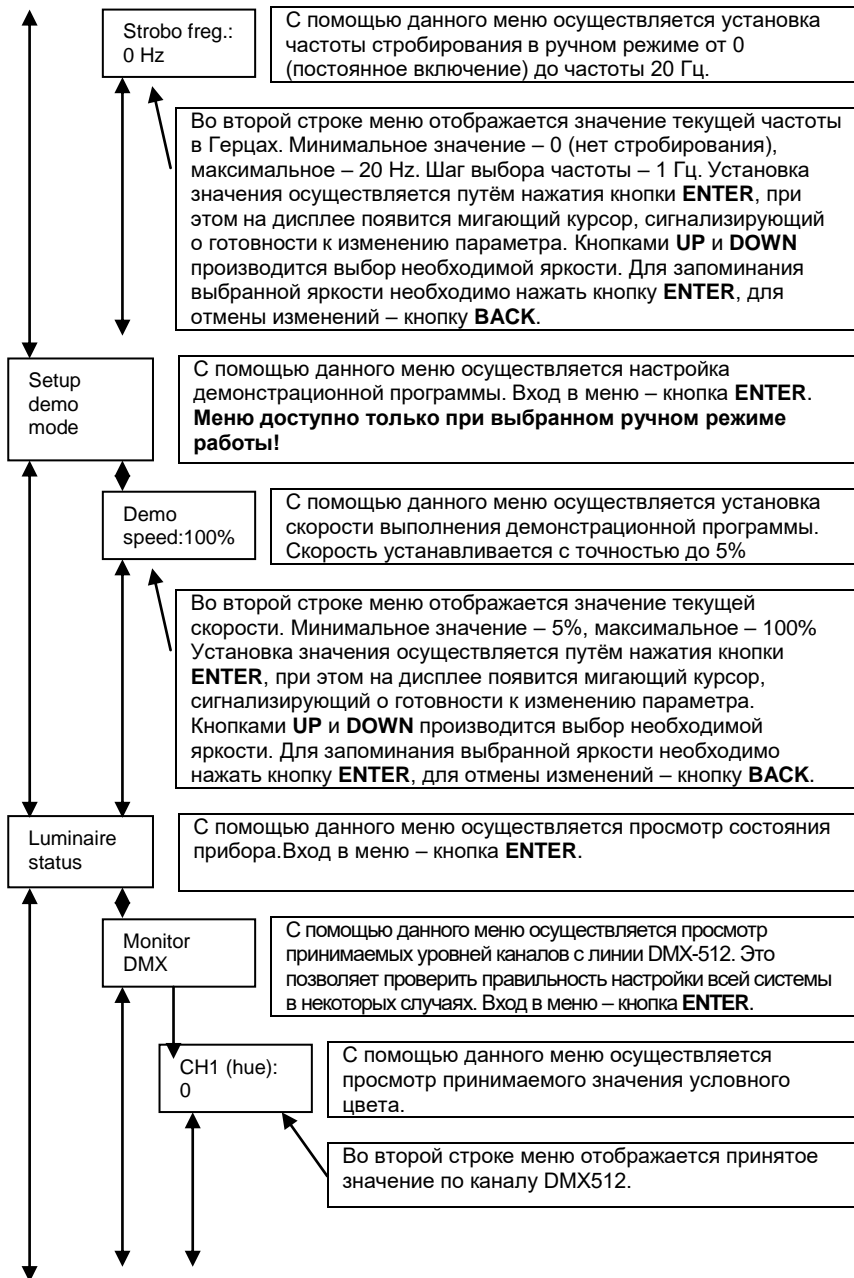 Strobo freg.:
0 Hz
С помощью данного меню осуществляется установка
частоты стробирования в ручном режиме от 0
(постоянное включение) до частоты 20 Гц.
Во второй строке меню отображается значение текущей частоты
в Герцах. Минимальное значение – 0 (нет стробирования),
максимальное – 20 Hz. Шаг выбора частоты – 1 Гц. Установка
значения осуществляется путём нажатия кнопки ENTER, при
этом на дисплее появится мигающий курсор, сигнализирующий
о готовности к изменению параметра. Кнопками UP и DOWN
производится выбор необходимой яркости. Для запоминания
выбранной яркости необходимо нажать кнопку ENTER, для
отмены изменений – кнопку BACK.
Setup
demo
mode
С помощью данного меню осуществляется настройка
демонстрационной программы. Вход в меню – кнопка ENTER.
Меню доступно только при выбранном ручном режиме
работы!
Demo
speed:100%
С помощью данного меню осуществляется установка
скорости выполнения демонстрационной программы.
Скорость устанавливается с точностью до 5%
Во второй строке меню отображается значение текущей
скорости. Минимальное значение – 5%, максимальное – 100%
Установка значения осуществляется путём нажатия кнопки
ENTER, при этом на дисплее появится мигающий курсор,
сигнализирующий о готовности к изменению параметра.
Кнопками UP и DOWN производится выбор необходимой
яркости. Для запоминания выбранной яркости необходимо
нажать кнопку ENTER, для отмены изменений – кнопку BACK.
Luminaire
status
С помощью данного меню осуществляется просмотр состояния
прибора.Вход в меню – кнопка ENTER.
Monitor
DMX
С помощью данного меню осуществляется просмотр
принимаемых уровней каналов с линии DMX-512. Это
позволяет проверить правильность настройки всей системы
в некоторых случаях. Вход в меню – кнопка ENTER.
CH1 (hue):
0
С помощью данного меню осуществляется
просмотр принимаемого значения условного
цвета.
Во второй строке меню отображается принятое
значение по каналу DMX512.